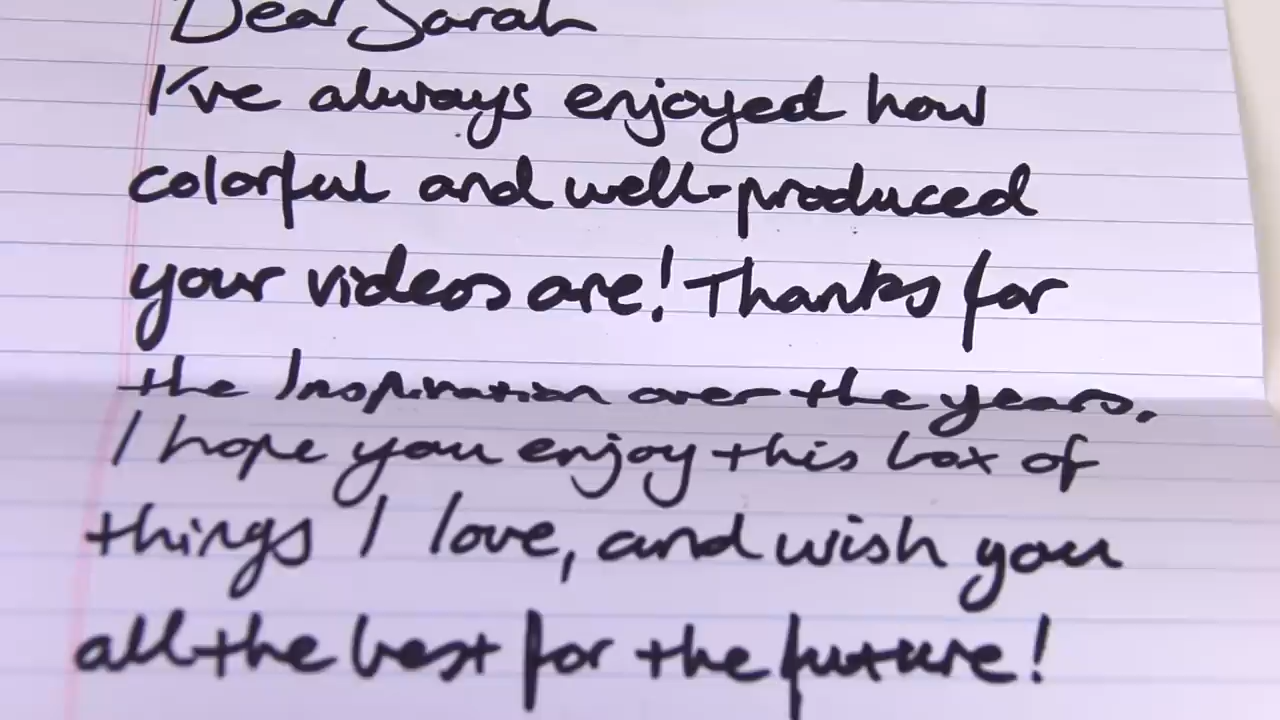 Dear Sarah
I've always enjoyed how
colorful and well-produced
your videos are! Thanks for
the Inspiration over the years.
I hope you enjoy this box of
things I love, and wish you
all the best for the future!